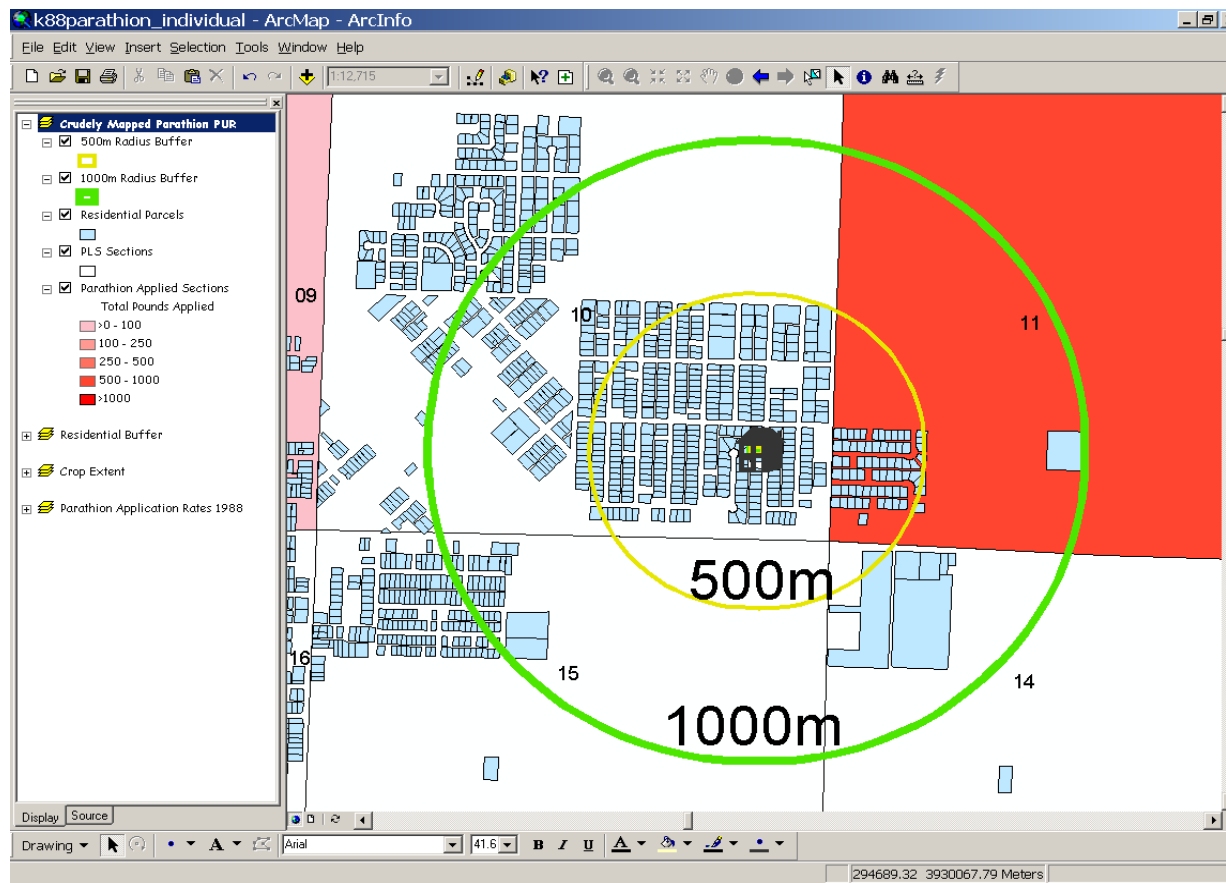 k88parathion_individual - ArcMap - ArcInfo
File Edit View Insert Selection Tools Window Help
1:12,715
Crudely Mapped Parathion PUR
500m Radius Buffer
1000m Radius Buffer
Residential Parcels
PLS Sections
Parathion Applied Sections
Total Pounds Applied
>0 - 100
100 - 250
250 - 500
500 - 1000
>1000
Residential Buffer
Crop Extent
Parathion Application Rates 1988
09
10
11
500m
16
15
14
1000m
Display Source
Drawing A Arial 41.6 B I U A
294689.32 3930067.79 Meters